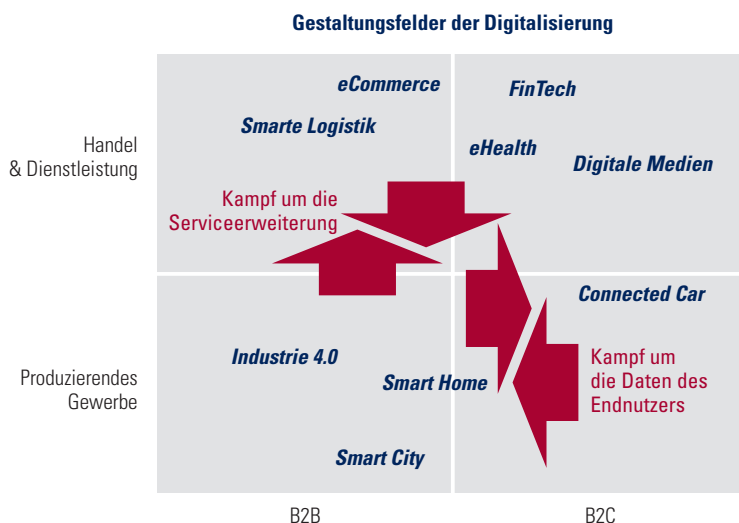 Gestaltungsfelder der Digitalisierung
eCommerce
FinTech
Smarte Logistik
Handel
& Dienstleistung
eHealth
Digitale Medien
Kampf um die
Serviceerweiterung
Connected Car
Industrie 4.0
Produzierendes
Gewerbe
Smart Home
Kampf um
die Daten des
Endnutzers
Smart City
B2B
B2C